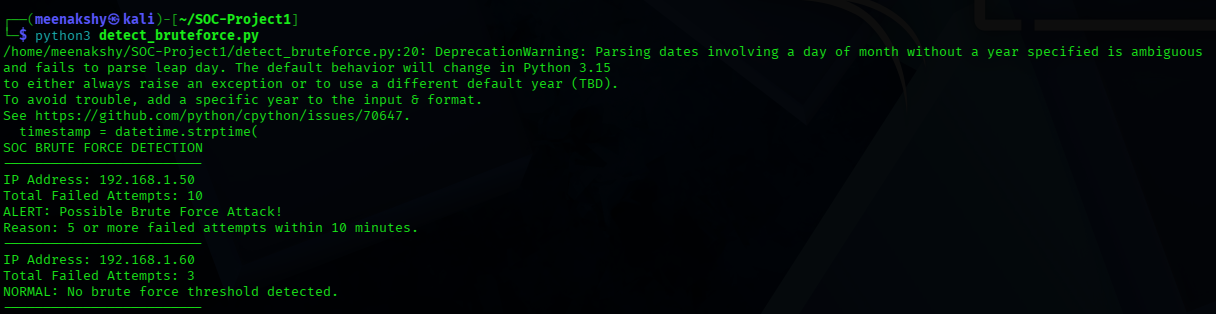 ┌──(meenakshy㉿kali)-[~/SOC-Project1]
└─$ python3 detect_bruteforce.py
/home/meenakshy/SOC-Project1/detect_bruteforce.py:20: DeprecationWarning: Parsing dates involving a day of month without a year specified is ambiguous
and fails to parse leap day. The default behavior will change in Python 3.15
to either always raise an exception or to use a different default year (TBD).
To avoid trouble, add a specific year to the input & format.
See https://github.com/python/cpython/issues/70647.
  timestamp = datetime.strptime(
SOC BRUTE FORCE DETECTION
-------------------------
IP Address: 192.168.1.50
Total Failed Attempts: 10
ALERT: Possible Brute Force Attack!
Reason: 5 or more failed attempts within 10 minutes.
-------------------------
IP Address: 192.168.1.60
Total Failed Attempts: 3
NORMAL: No brute force threshold detected.
-------------------------